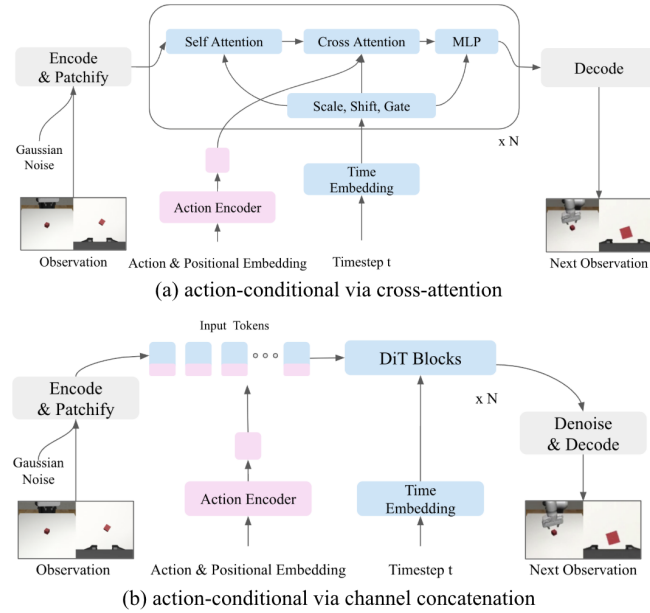 Encode
& Patchify
Self Attention
Cross Attention
MLP
Decode
Scale, Shift, Gate
x N
Gaussian
Noise
Action Encoder
Time
Embedding
Observation
Action & Positional Embedding
Timestep t
Next Observation
(a) action-conditional via cross-attention
Input Tokens
Encode
& Patchify
DiT Blocks
x N
Denoise
& Decode
Gaussian
Noise
Action Encoder
Time
Embedding
Observation
Action & Positional Embedding
Timestep t
Next Observation
(b) action-conditional via channel concatenation